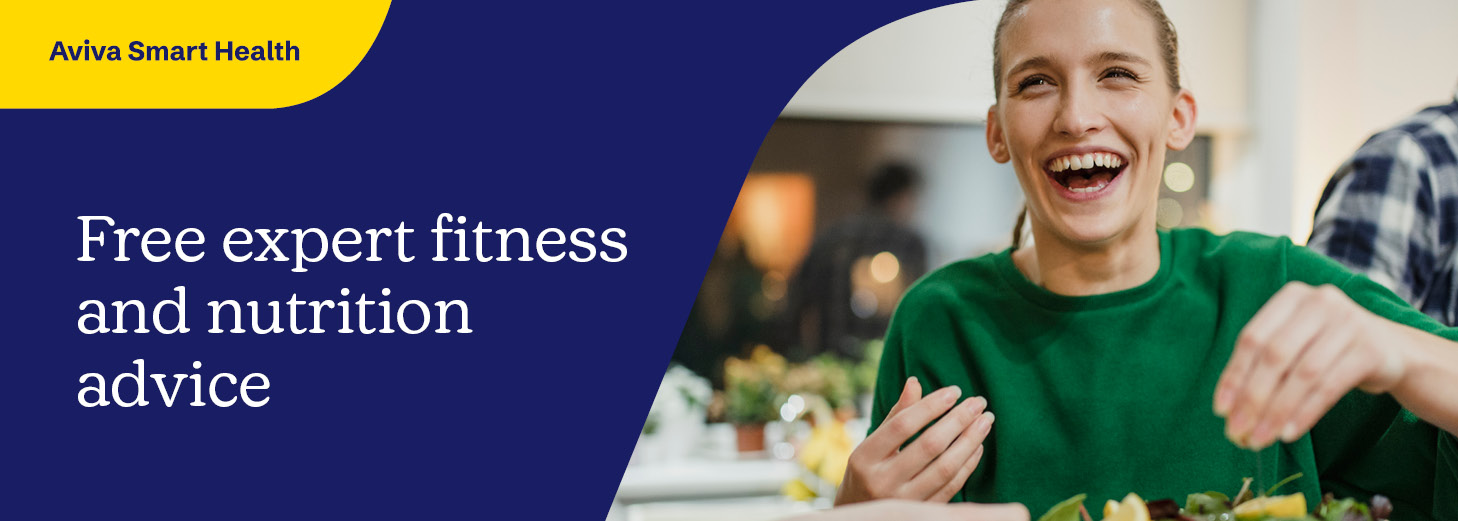 Aviva Smart Health
Free expert fitness
and nutrition
advice